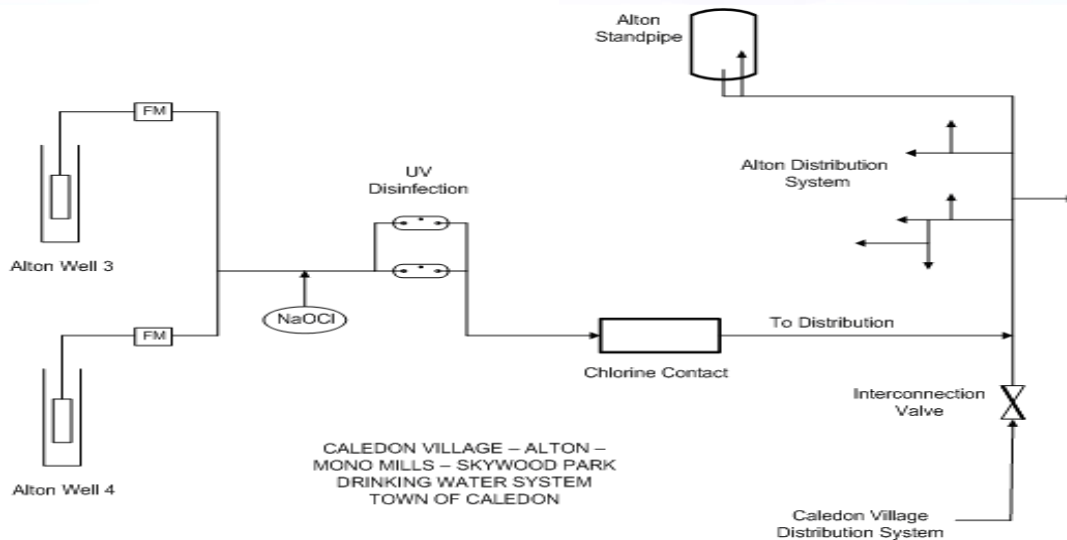 Alton
Standpipe
FM
UV
Disinfection
Alton Distribution
System
Alton Well 3
NaOCl
FM
To Distribution
Chlorine Contact
Interconnection
Valve
CALEDON VILLAGE – ALTON –
MONO MILLS – SKYWOOD PARK
DRINKING WATER SYSTEM
TOWN OF CALEDON
Alton Well 4
Caledon Village
Distribution System